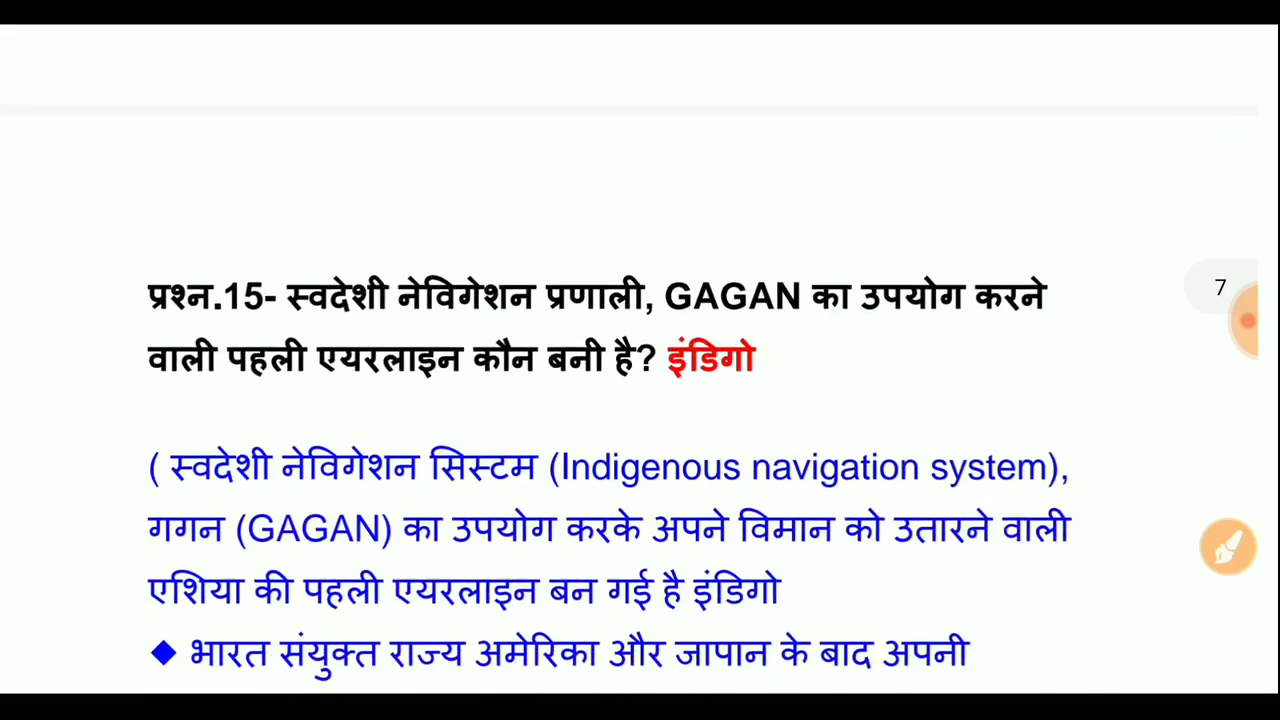 प्रश्न.15- स्वदेशी नेविगेशन प्रणाली, GAGAN का उपयोग करने
7
वाली पहली एयरलाइन कौन बनी है? इंडिगो
( स्वदेशी नेविगेशन सिस्टम (Indigenous navigation system),
गगन (GAGAN) का उपयोग करके अपने विमान को उतारने वाली
एशिया की पहली एयरलाइन बन गई है इंडिगो
◆ भारत संयुक्त राज्य अमेरिका और जापान के बाद अपनी